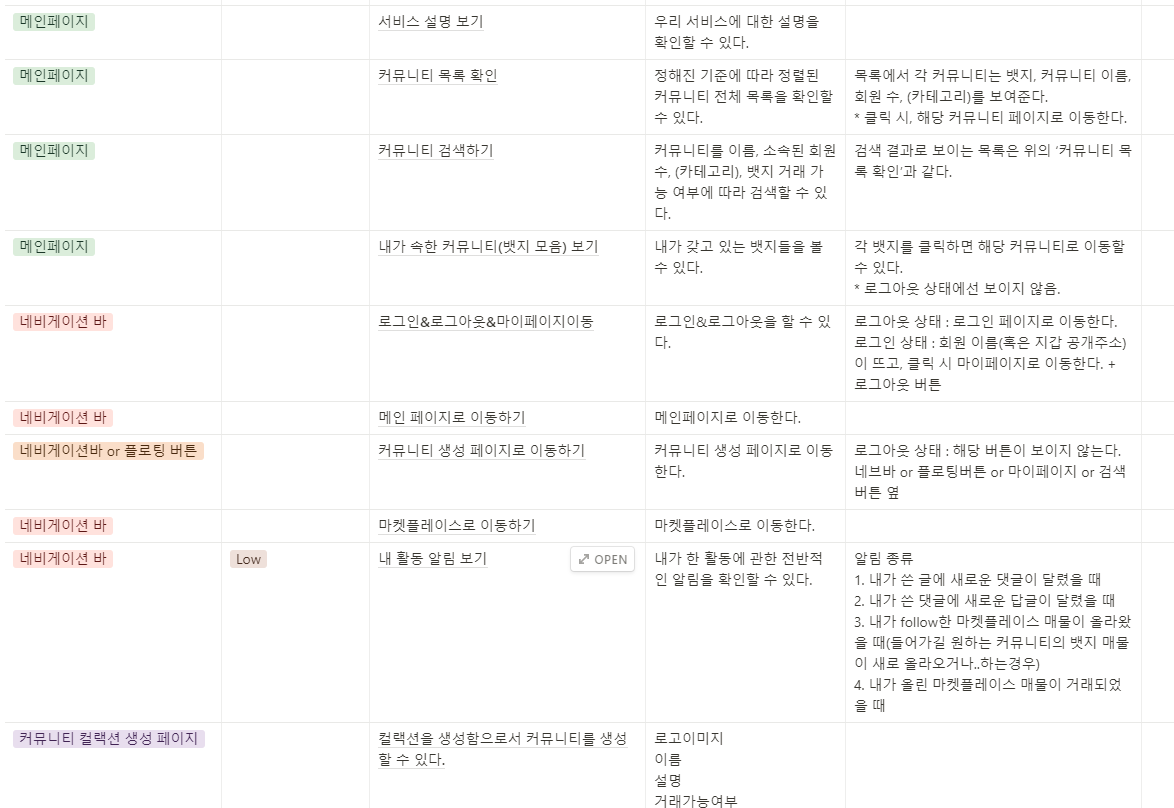 메인페이지
서비스 설명 보기
우리 서비스에 대한 설명을
확인할 수 있다.
메인페이지
커뮤니티 목록 확인
정해진 기준에 따라 정렬된
커뮤니티 전체 목록을 확인할
수 있다.
목록에서 각 커뮤니티는 뱃지, 커뮤니티 이름,
회원 수, (카테고리)를 보여준다.
* 클릭 시, 해당 커뮤니티 페이지로 이동한다.
메인페이지
커뮤니티 검색하기
커뮤니티를 이름, 소속된 회원
수, (카테고리), 뱃지 거래 가
능 여부에 따라 검색할 수 있
다.
검색 결과로 보이는 목록은 위의 ‘커뮤니티 목
록 확인’과 같다.
메인페이지
내가 속한 커뮤니티(뱃지 모음) 보기
내가 갖고 있는 뱃지들을 볼
수 있다.
각 뱃지를 클릭하면 해당 커뮤니티로 이동할
수 있다.
* 로그아웃 상태에선 보이지 않음.
네비게이션 바
로그인&로그아웃&마이페이지이동
로그인&로그아웃을 할 수 있
다.
로그아웃 상태 : 로그인 페이지로 이동한다.
로그인 상태 : 회원 이름(혹은 지갑 공개주소)
이 뜨고, 클릭 시 마이페이지로 이동한다. +
로그아웃 버튼
네비게이션 바
메인 페이지로 이동하기
메인페이지로 이동한다.
네비게이션바 or 플로팅 버튼
커뮤니티 생성 페이지로 이동하기
커뮤니티 생성 페이지로 이동
한다.
로그아웃 상태 : 해당 버튼이 보이지 않는다.
네브바 or 플로팅버튼 or 마이페이지 or 검색
버튼 옆
네비게이션 바
마켓플레이스로 이동하기
마켓플레이스로 이동한다.
네비게이션 바
Low
내 활동 알림 보기
OPEN
내가 한 활동에 관한 전반적
인 알림을 확인할 수 있다.
알림 종류
1. 내가 쓴 글에 새로운 댓글이 달렸을 때
2. 내가 쓴 댓글에 새로운 답글이 달렸을 때
3. 내가 follow한 마켓플레이스 매물이 올라왔
을 때(들어가길 원하는 커뮤니티의 뱃지 매물
이 새로 올라오거나..하는경우)
4. 내가 올린 마켓플레이스 매물이 거래되었
을 때
커뮤니티 컬랙션 생성 페이지
컬랙션을 생성함으로서 커뮤니티를 생성
할 수 있다.
로고이미지
이름
설명
거래가능여부